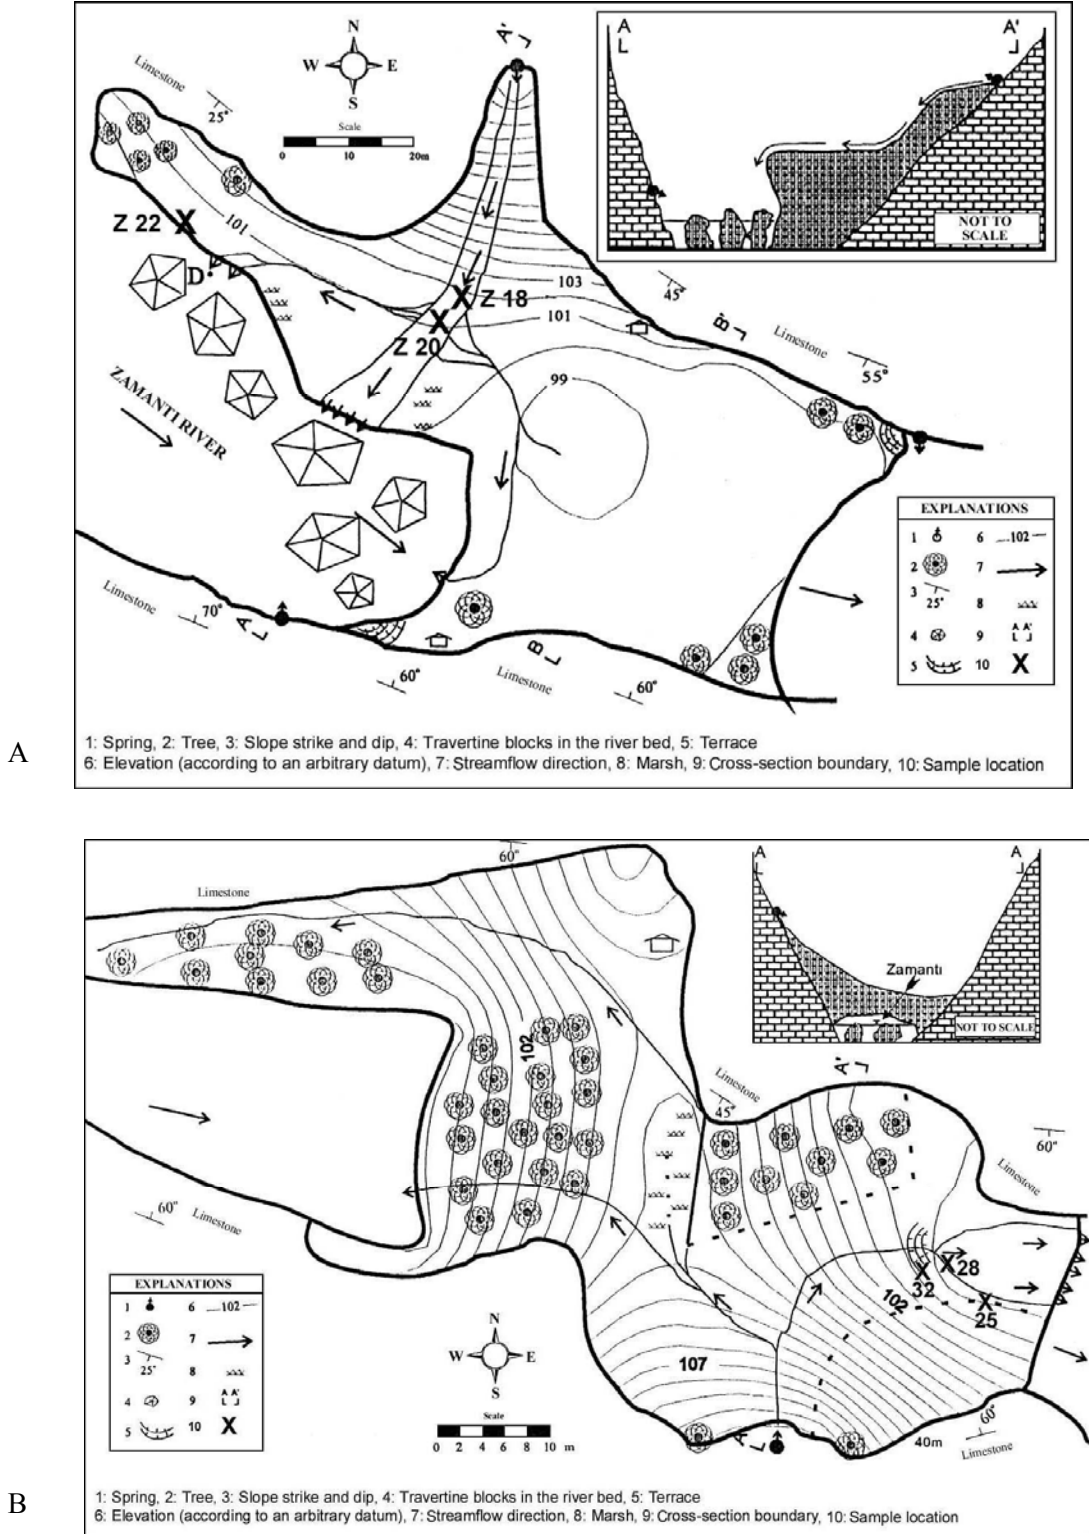 A
N
W E
S
Scale
0 10 20m
Limestone
25°
A'
A A'
NOT TO
SCALE
101
Z 22
D
103
Z 18
101
Z 20
45°
B'
Limestone
55°
99
ZAMANTI RIVER
Limestone
70°
A
60°
B
Limestone
60°
EXPLANATIONS
1 6 102
2 7
3 25° 8
4 9 A A'
5 10 X
1: Spring, 2: Tree, 3: Slope strike and dip, 4: Travertine blocks in the river bed, 5: Terrace
6: Elevation (according to an arbitrary datum), 7: Streamflow direction, 8: Marsh, 9: Cross-section boundary, 10: Sample location
B
60°
Limestone
A A
Zamantı
NOT TO SCALE
102
A'
Limestone
45°
60°
Limestone
60°
Limestone
28
32
102
25
107
EXPLANATIONS
1 6 102
2 7
3 25° 8
4 9 A A'
5 10 X
N
W E
S
Scale
0 2 4 6 8 10 m
A
40m
60°
Limestone
1: Spring, 2: Tree, 3: Slope strike and dip, 4: Travertine blocks in the river bed, 5: Terrace
6: Elevation (according to an arbitrary datum), 7: Streamflow direction, 8: Marsh, 9: Cross-section boundary, 10: Sample location